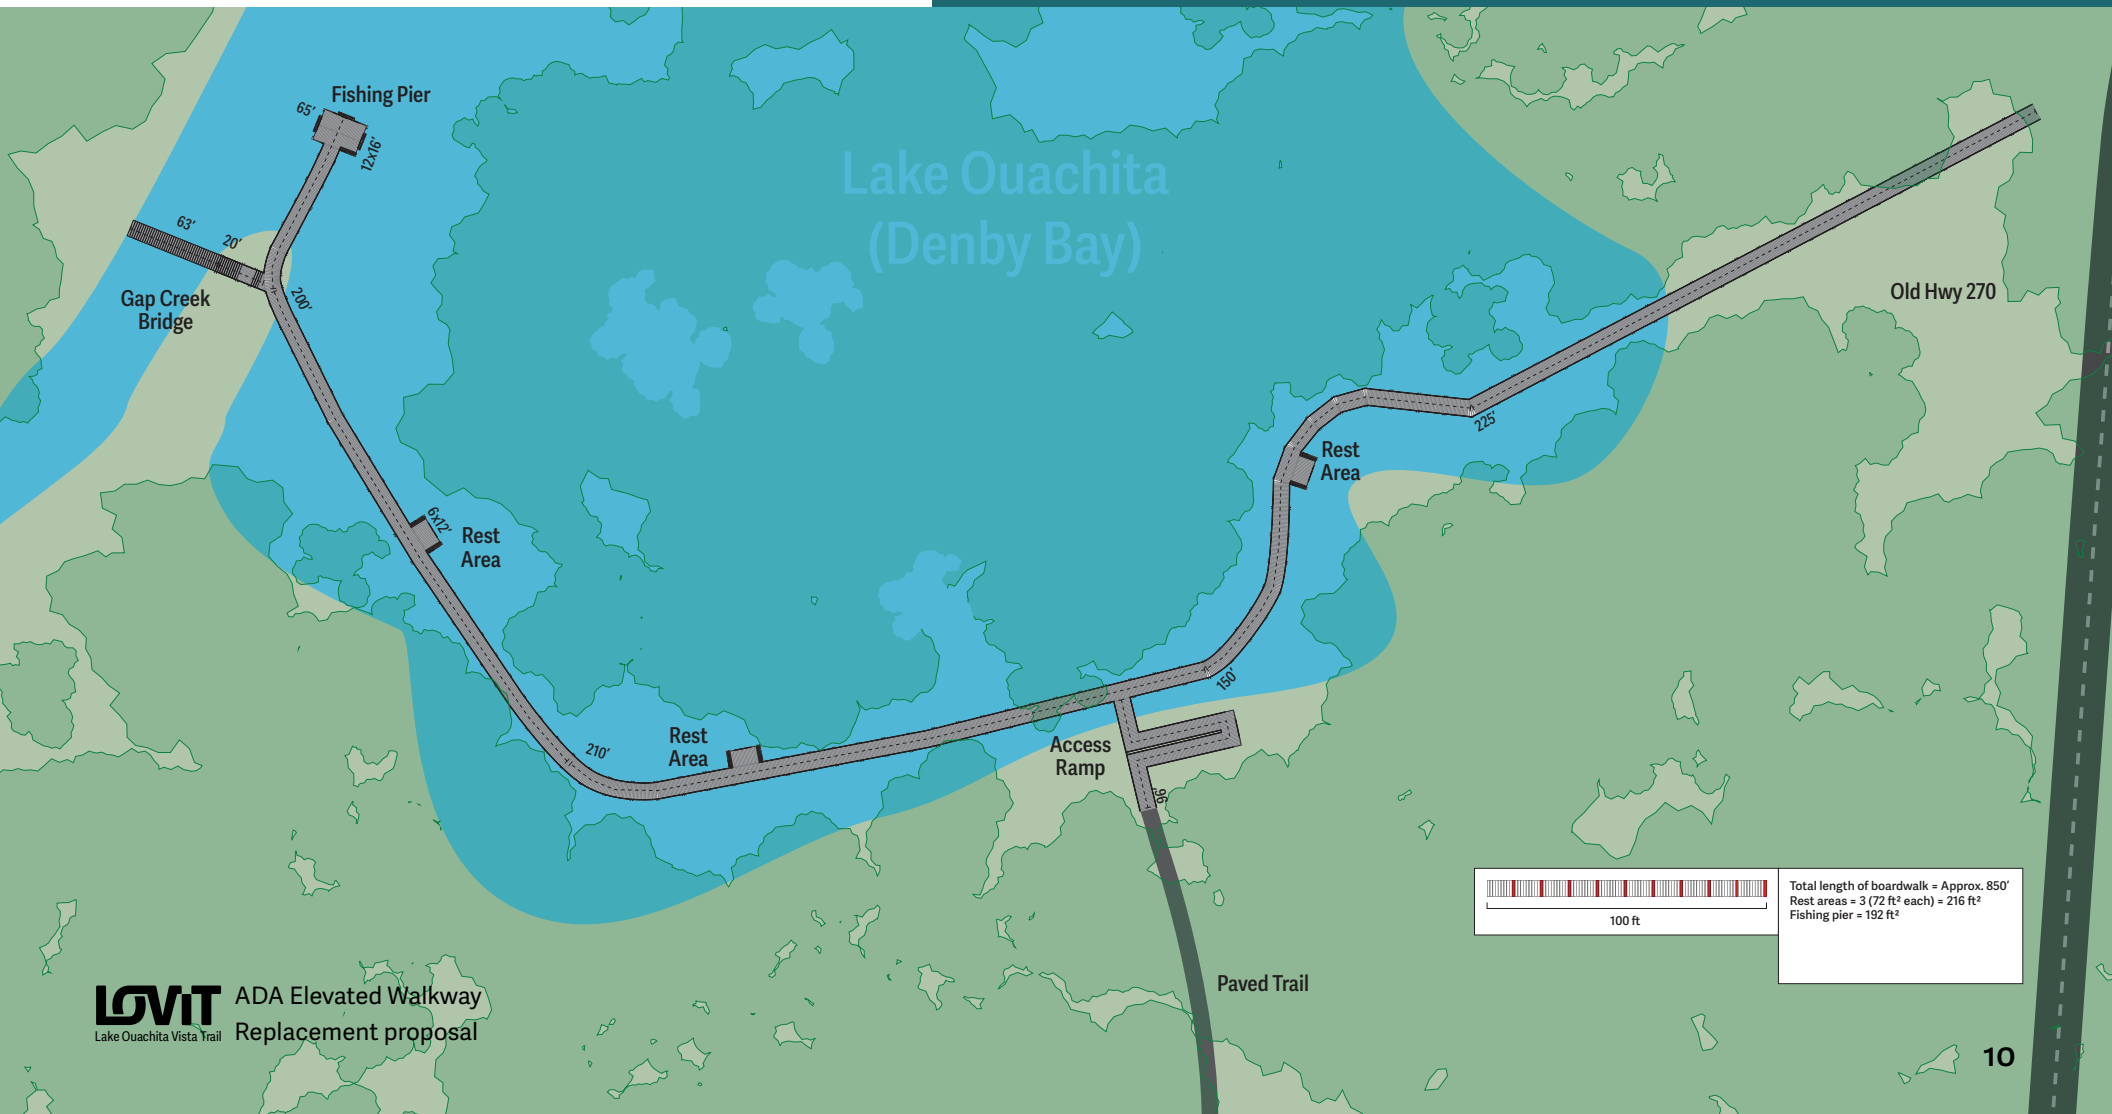 Fishing Pier
65'
12x16'
63'
20'
Gap Creek
Bridge
200'
Lake Ouachita
(Denby Bay)
Old Hwy 270
225'
Rest
Area
6x12'
Rest
Area
150'
210'
Rest
Area
Access
Ramp
96'
100 ft
Total length of boardwalk = Approx. 850'
Rest areas = 3 (72 ft² each) = 216 ft²
Fishing pier = 192 ft²
Paved Trail
LOViT
Lake Ouachita Vista Trail
ADA Elevated Walkway
Replacement proposal
10